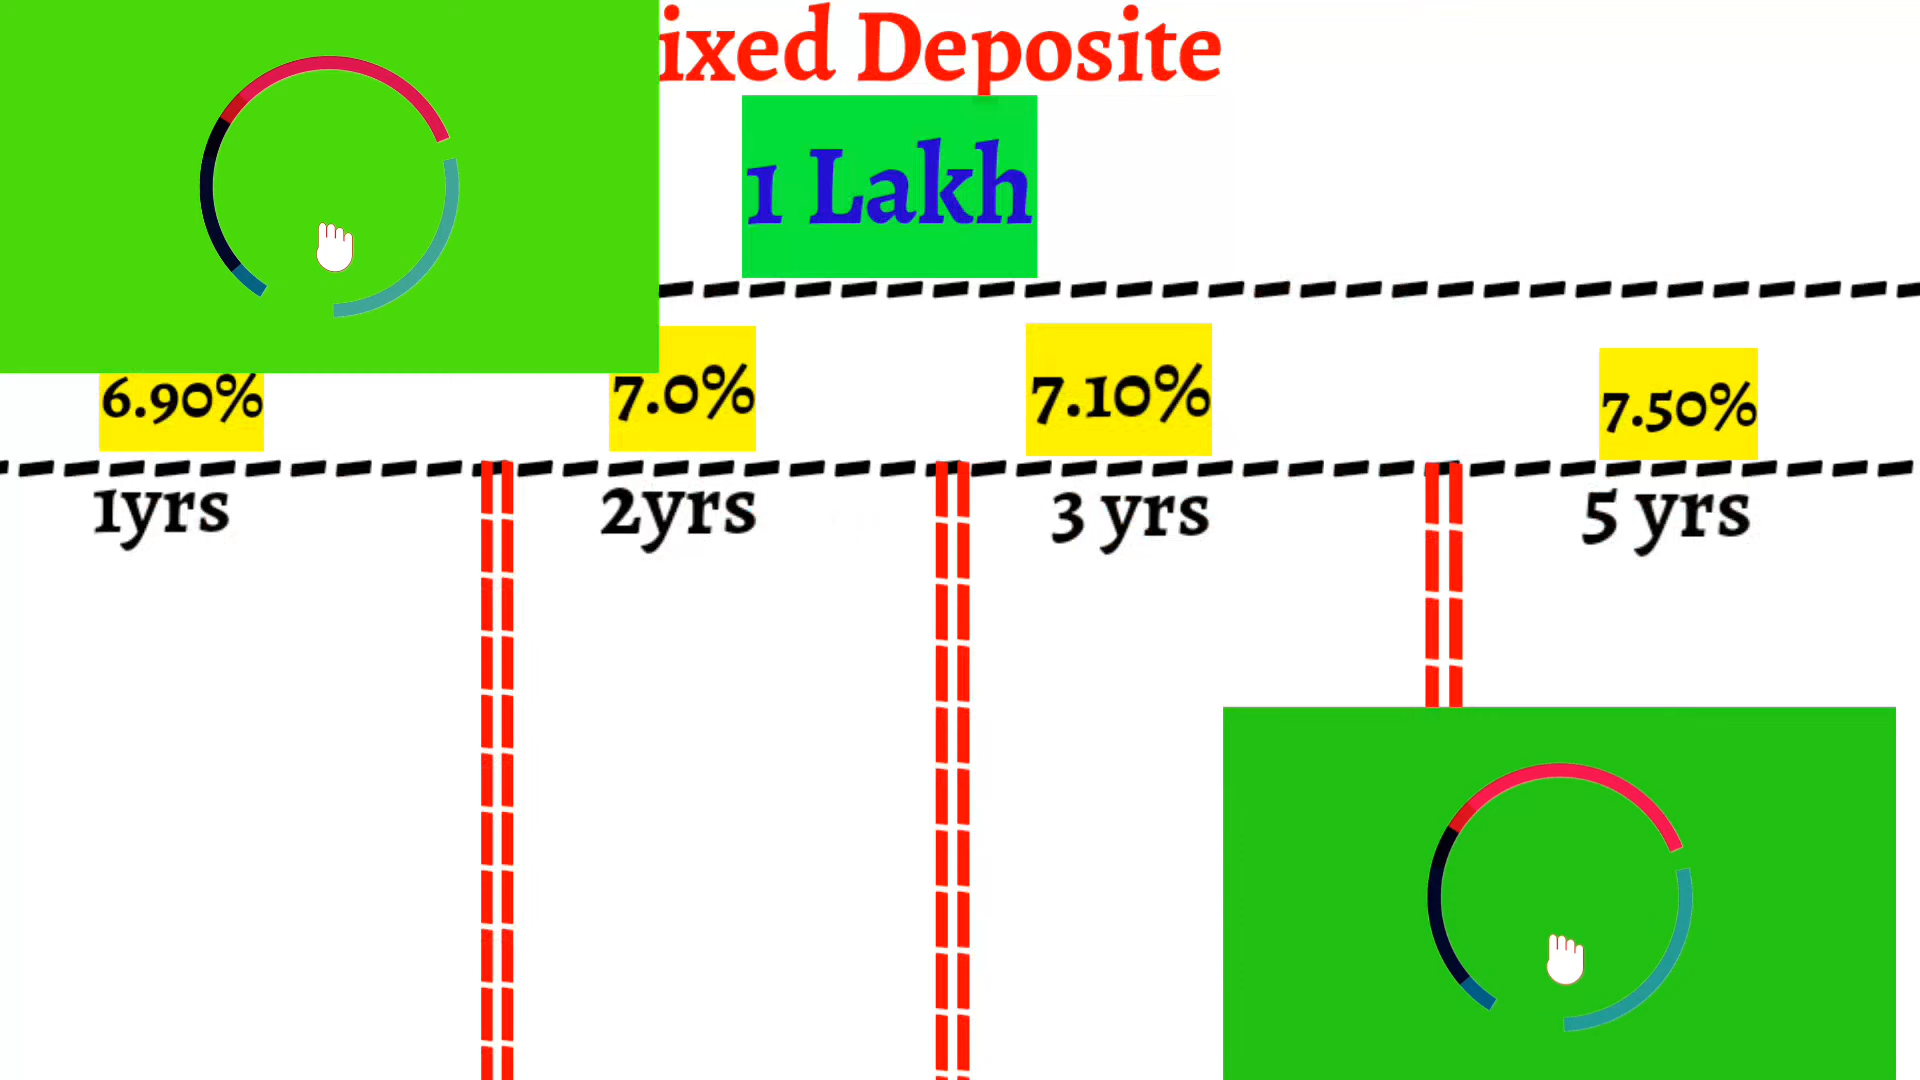 ixed Deposite
1 Lakh
6.90% 7.0% 7.10% 7.50%
1yrs 2yrs 3 yrs 5 yrs